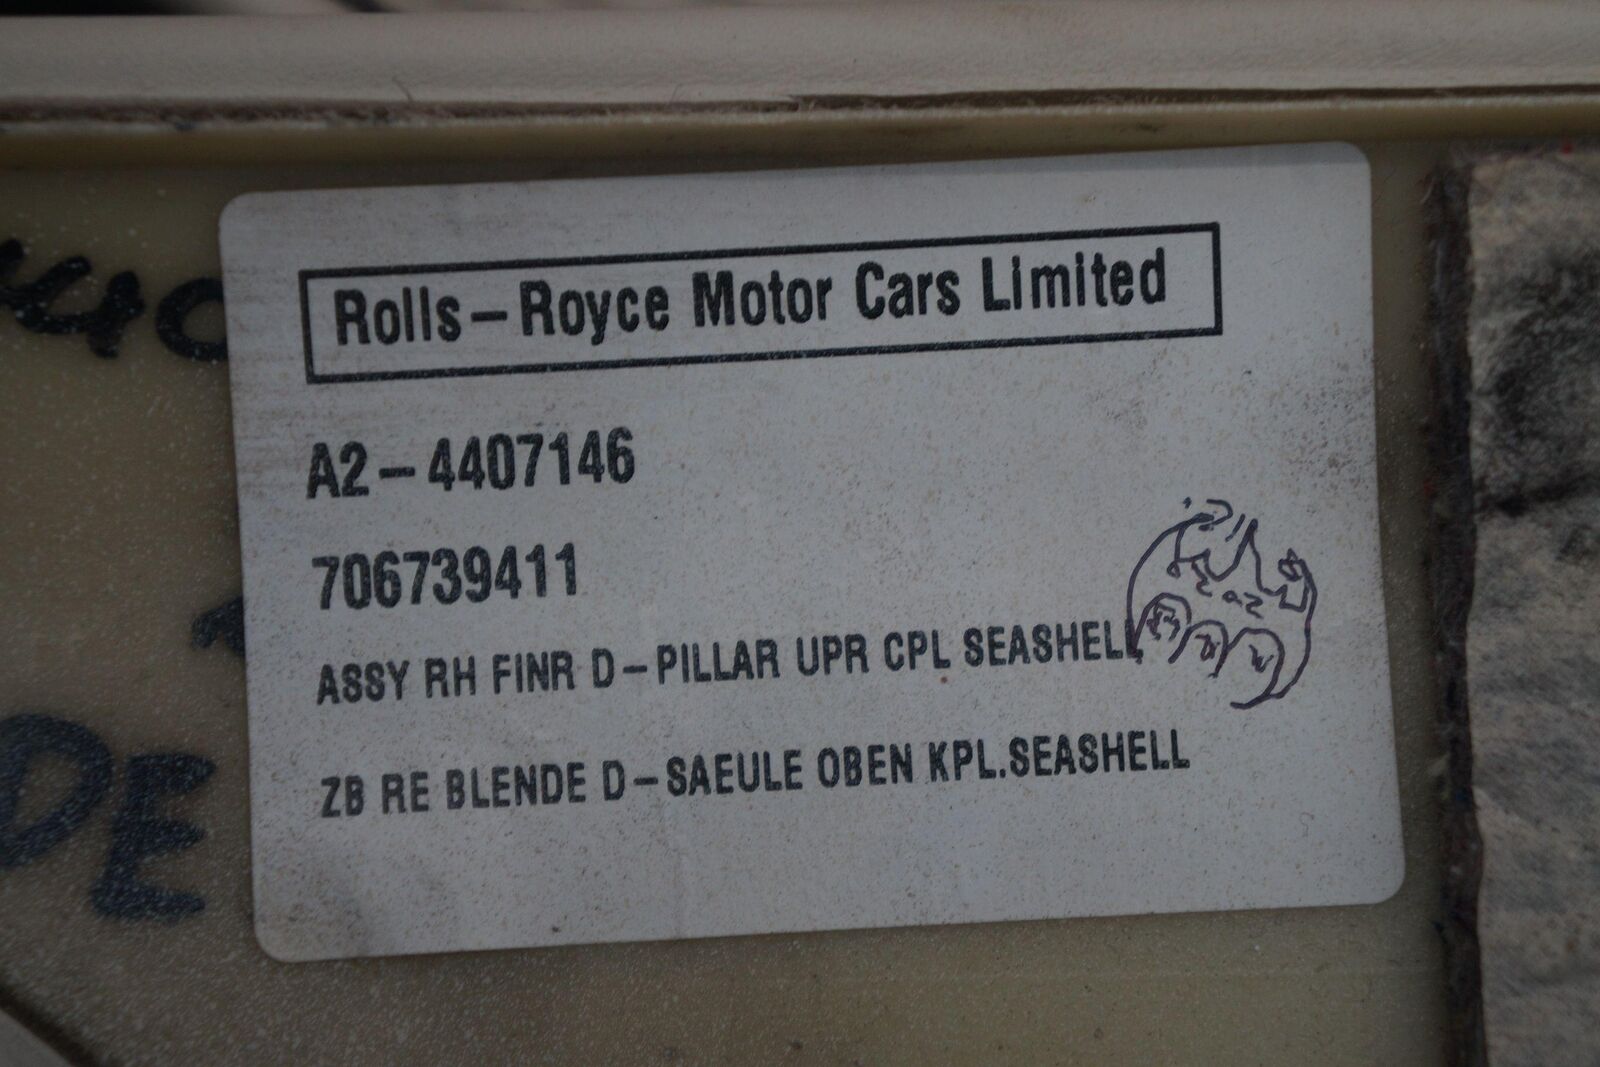 Rolls-Royce Motor Cars Limited
A2-4407146
706739411
ASSY RH FINR D-PILLAR UPR CPL SEASHELL
ZB RE BLENDE D-SAEULE OBEN KPL.SEASHELL
DE